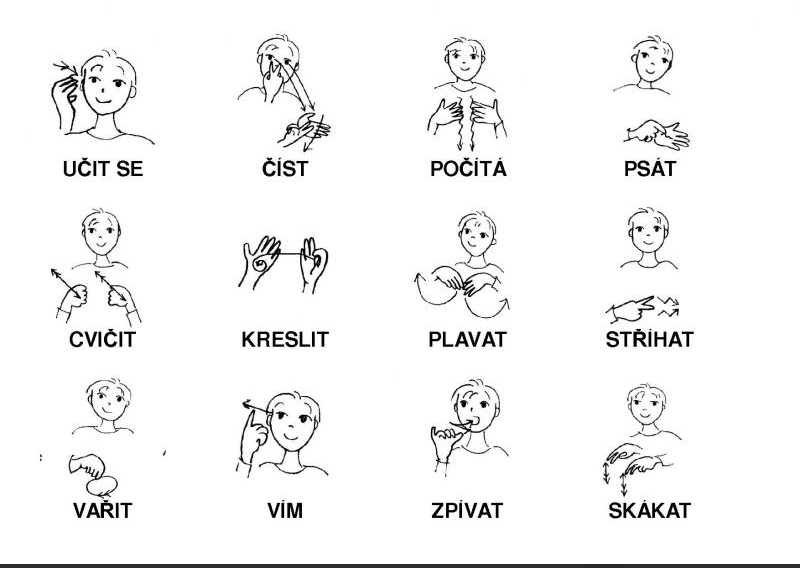 UČIT SE
ČÍST
POČÍTÁ
PSÁT
CVIČIT
KRESLIT
PLAVAT
STŘÍHAT
VAŘIT
VÍM
ZPÍVAT
SKÁKAT